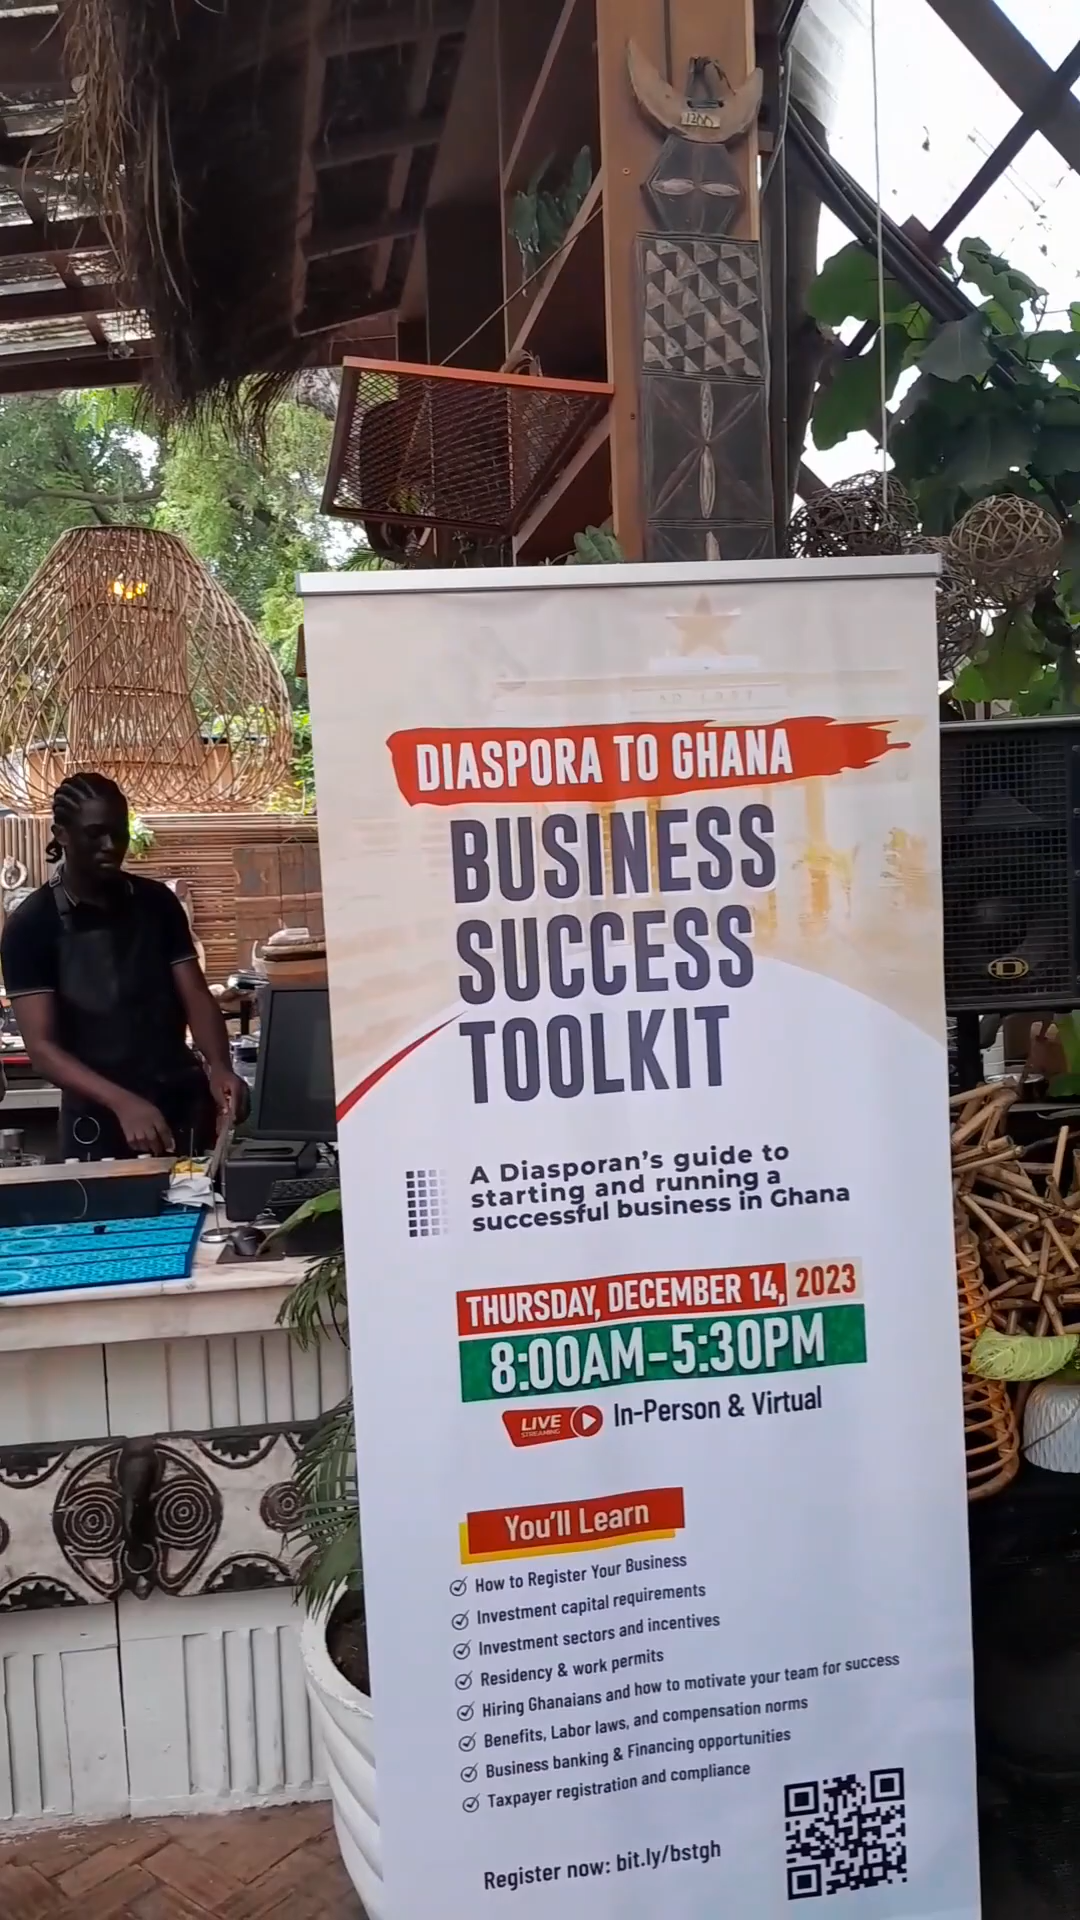 DIASPORA TO GHANA
BUSINESS
SUCCESS
TOOLKIT
A Diasporan's guide to
starting and running a
successful business in Ghana
THURSDAY, DECEMBER 14, 2023
8:00AM-5:30PM
LIVE
STREAMING
In-Person & Virtual
You'll Learn
How to Register Your Business
Investment capital requirements
Investment sectors and incentives
Residency & work permits
Hiring Ghanaians and how to motivate your team for success
Benefits, Labor laws, and compensation norms
Business banking & Financing opportunities
Taxpayer registration and compliance
Register now: bit.ly/bstgh